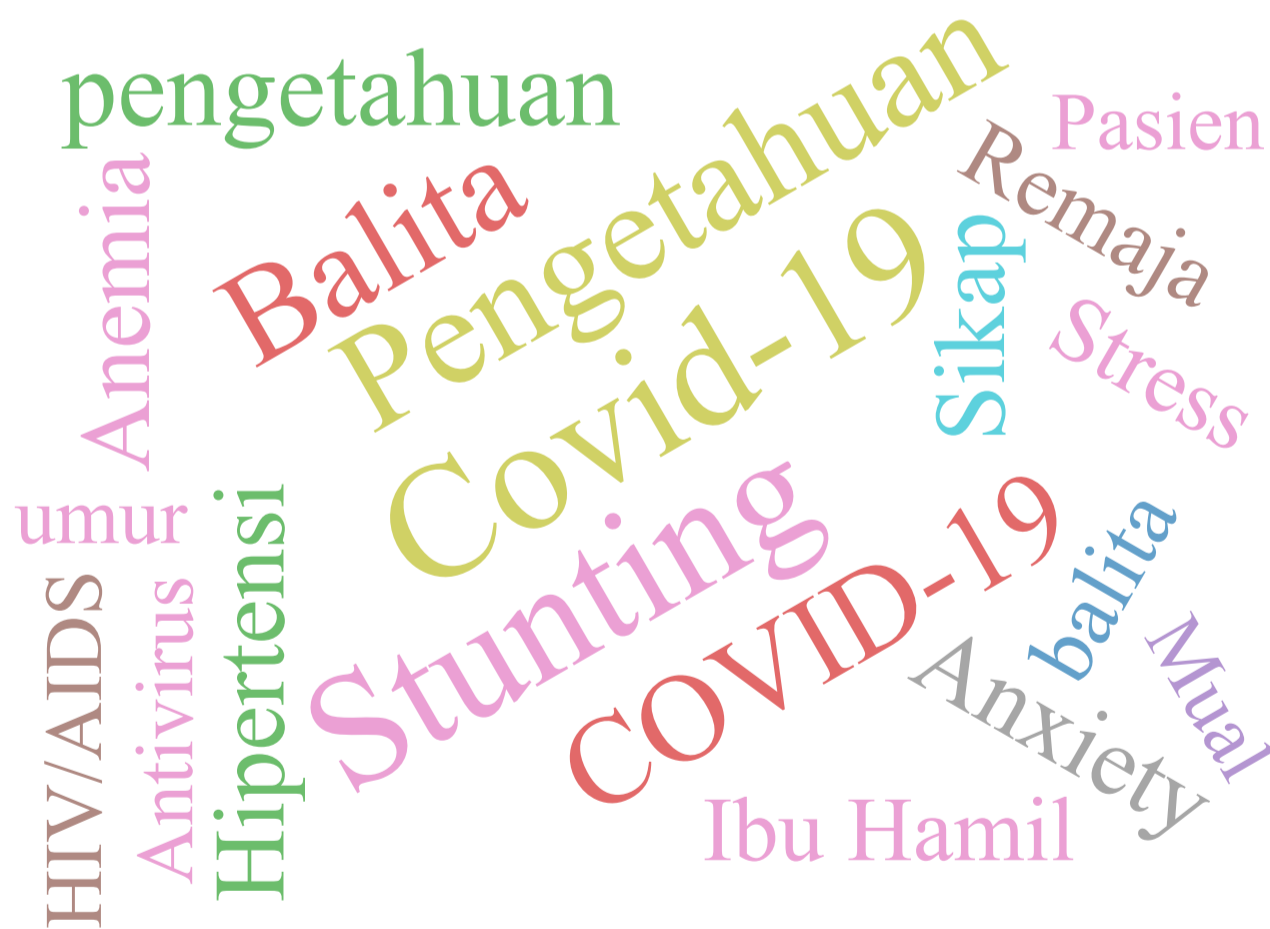 pengetahuan
Pengetahuan
Pasien
Remaja
Balita
Anemia
Covid-19
Sikap
Stress
Stunting
COVID-19
umur
Hipertensi
balita
HIV/AIDS
Antivirus
Anxiety
Mual
Ibu Hamil